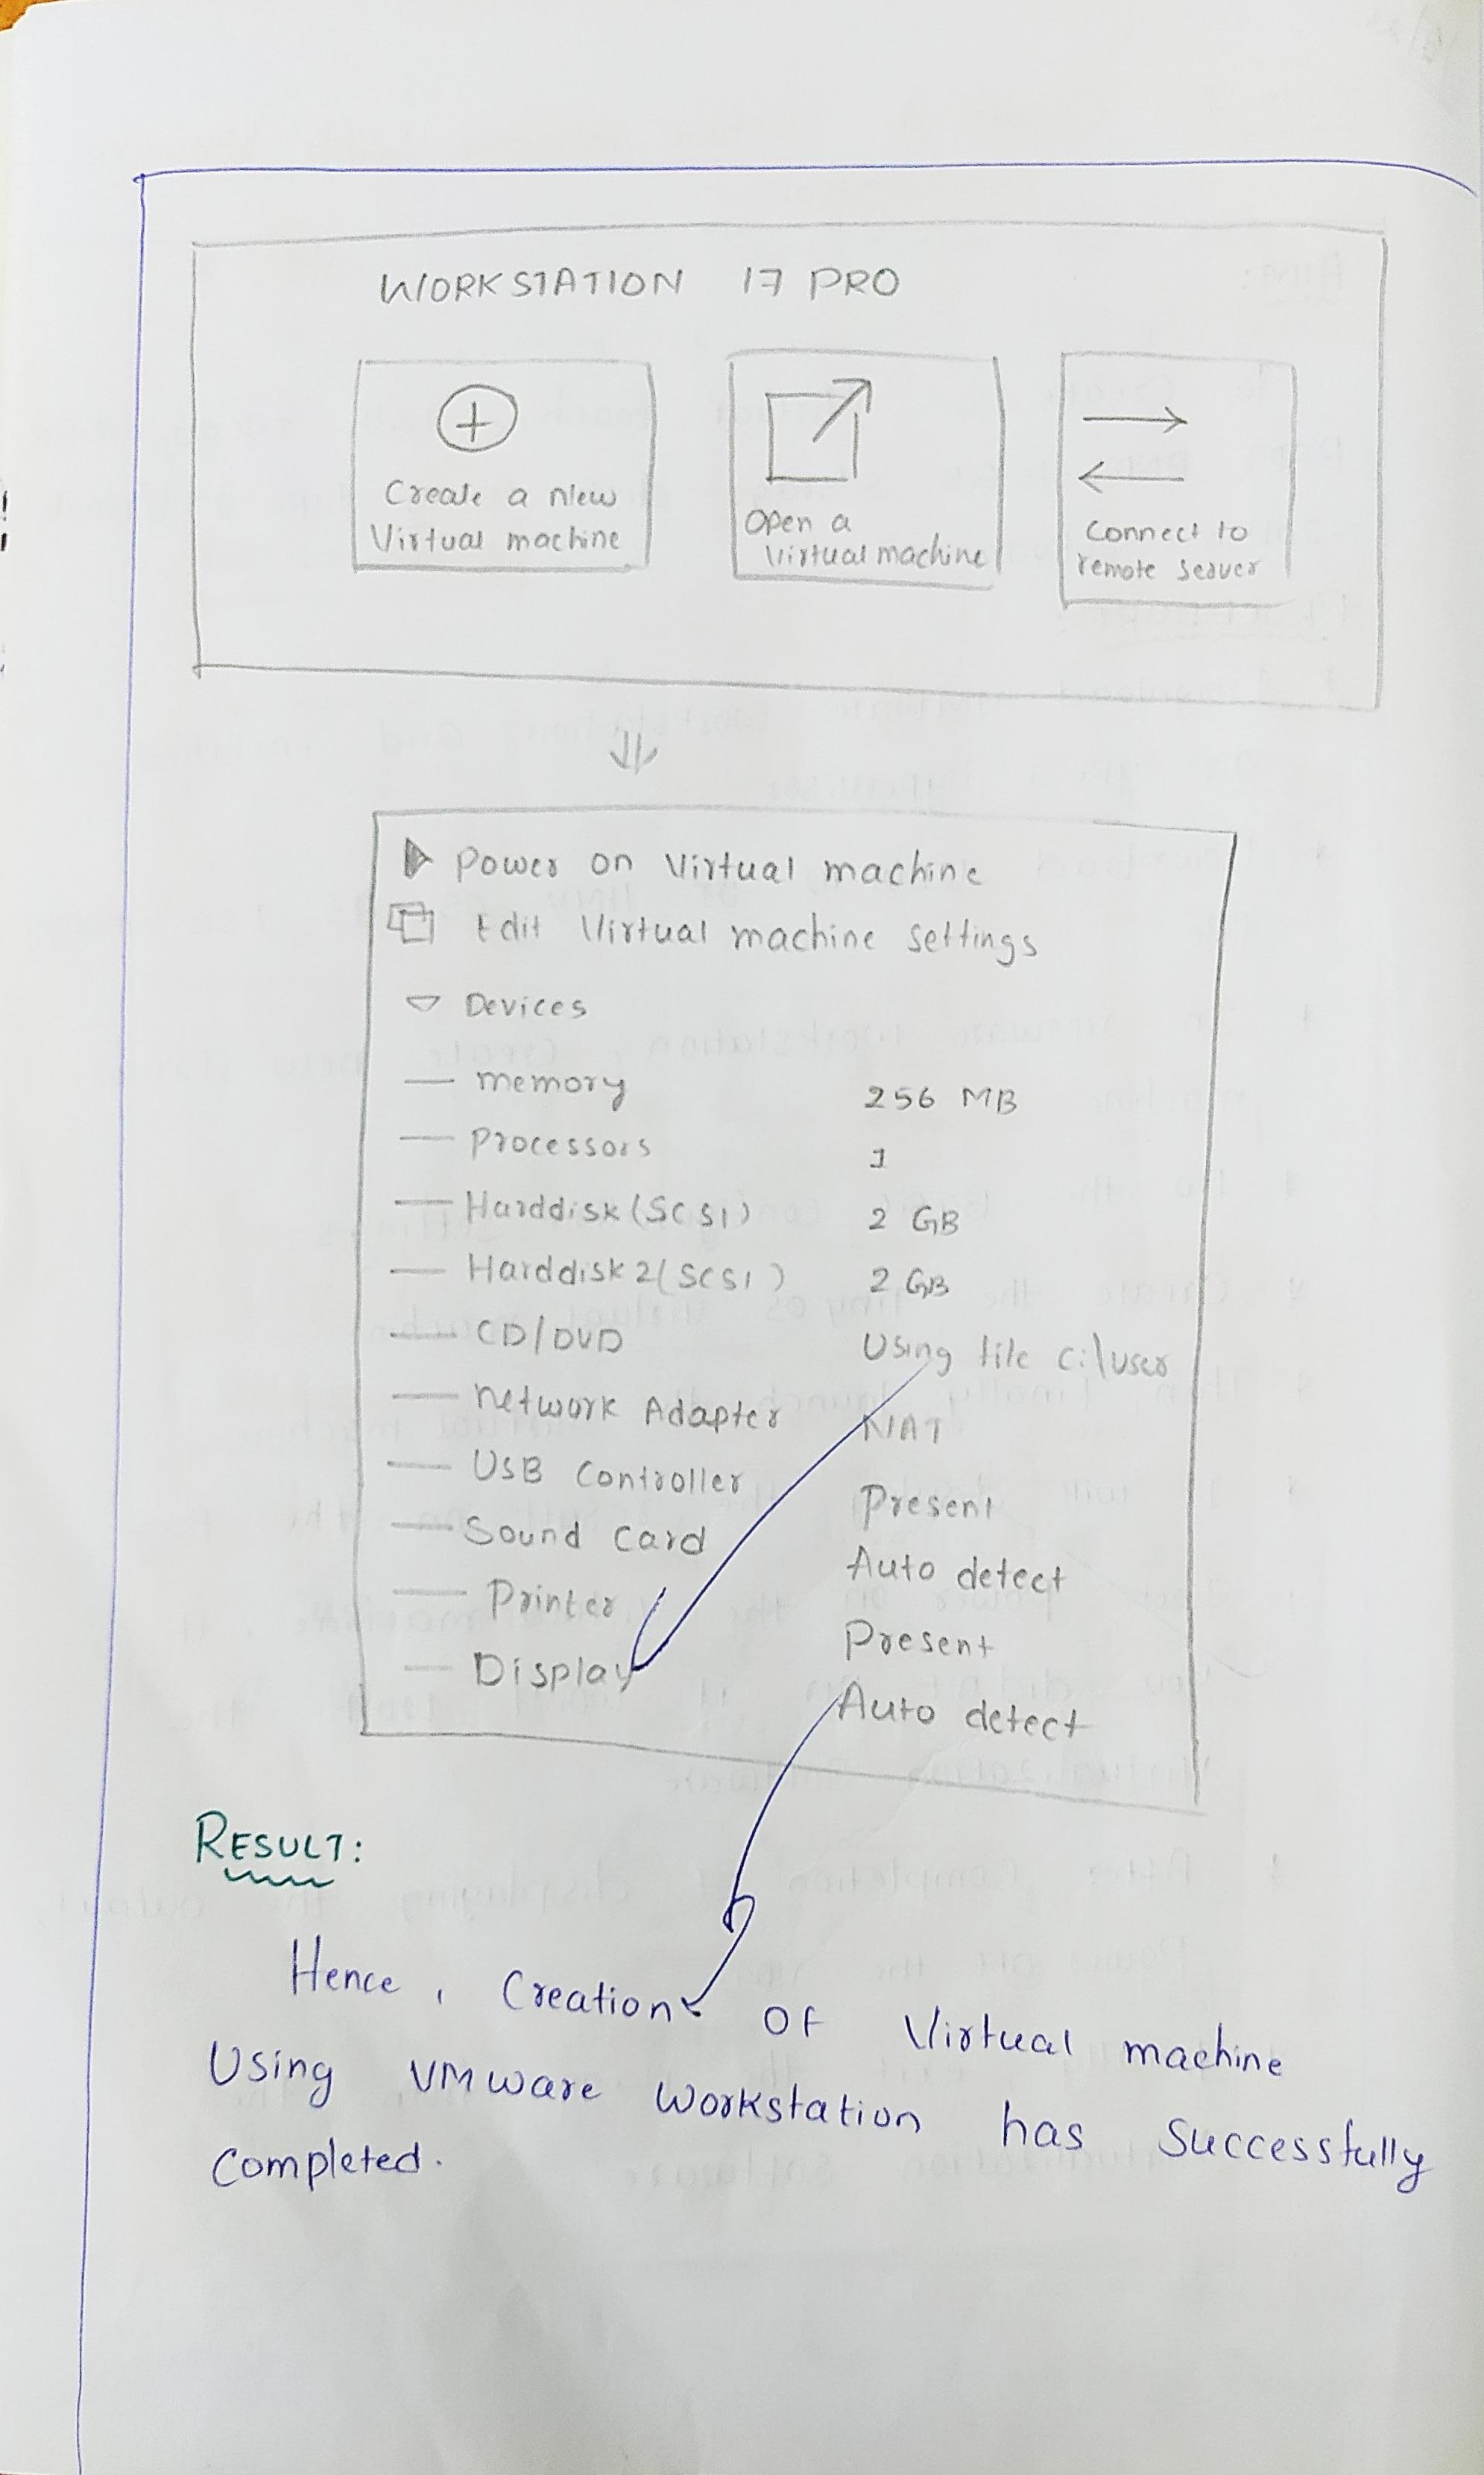 WORKSTATION 17 PRO
Create a new
Virtual machine
Open a
Virtual machine
Connect to
remote Server
Power on Virtual machine
Edit Virtual machine settings
Devices
memory 256 MB
Processors 1
Harddisk (SCSI) 2 GB
Harddisk 2 (SCSI) 2 GB
CD/DVD Using file C:\User
Network Adapter NAT
USB Controller Present
Sound Card Auto detect
Printer Present
Display Auto detect
RESULT:
Hence, Creation OF Virtual machine
Using VMware Workstation has Successfully
Completed.